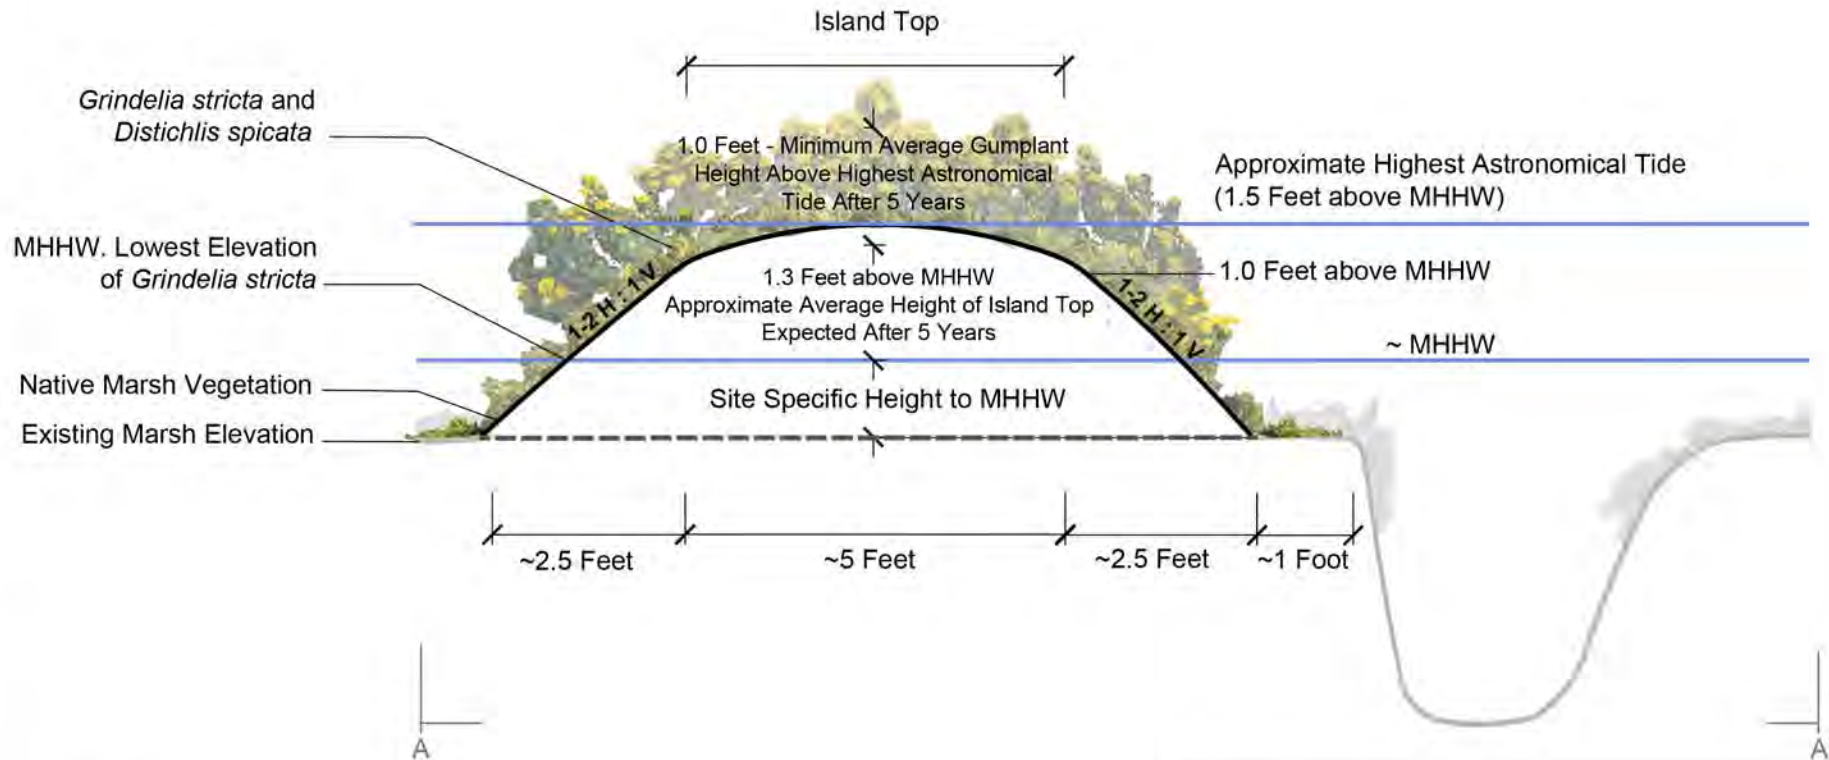 Island Top
Grindelia stricta and
Distichlis spicata
1.0 Feet - Minimum Average Gumplant
Height Above Highest Astronomical
Tide After 5 Years
Approximate Highest Astronomical Tide
(1.5 Feet above MHHW)
MHHW. Lowest Elevation
of Grindelia stricta
1-2 H : 1 V
1.3 Feet above MHHW
Approximate Average Height of Island Top
Expected After 5 Years
1-2 H : 1 V
1.0 Feet above MHHW
~ MHHW
Native Marsh Vegetation
Site Specific Height to MHHW
Existing Marsh Elevation
~2.5 Feet
~5 Feet
~2.5 Feet
~1 Foot
A
A